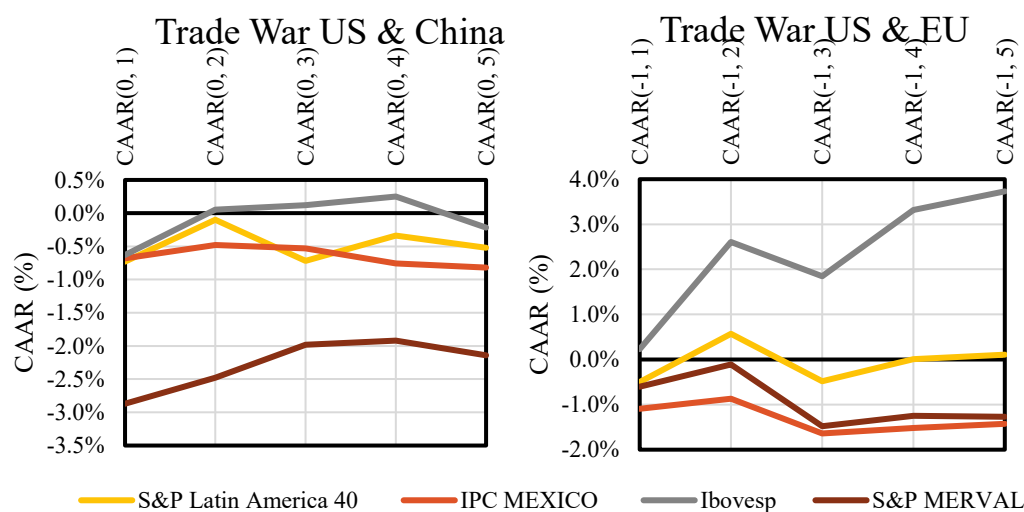 Trade War US & China
CAAR(0, 1)
CAAR(0, 2)
CAAR(0, 3)
CAAR(0, 4)
CAAR(0, 5)
0.5%
0.0%
-0.5%
-1.0%
-1.5%
-2.0%
-2.5%
-3.0%
-3.5%
CAAR (%)
Trade War US & EU
CAAR(-1, 1)
CAAR(-1, 2)
CAAR(-1, 3)
CAAR(-1, 4)
CAAR(-1, 5)
4.0%
3.0%
2.0%
1.0%
0.0%
-1.0%
-2.0%
CAAR (%)
S&P Latin America 40
IPC MEXICO
Ibovesp
S&P MERVAL